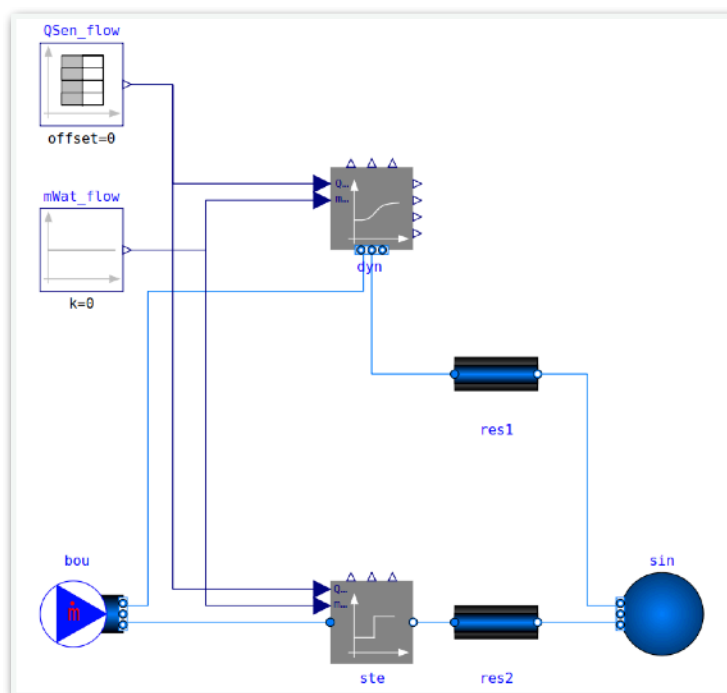 QSen_flow
offset=0
mWat_flow
k=0
Q...
m...
dyn
res1
bou
ṁ
Q...
m...
ste
res2
sin